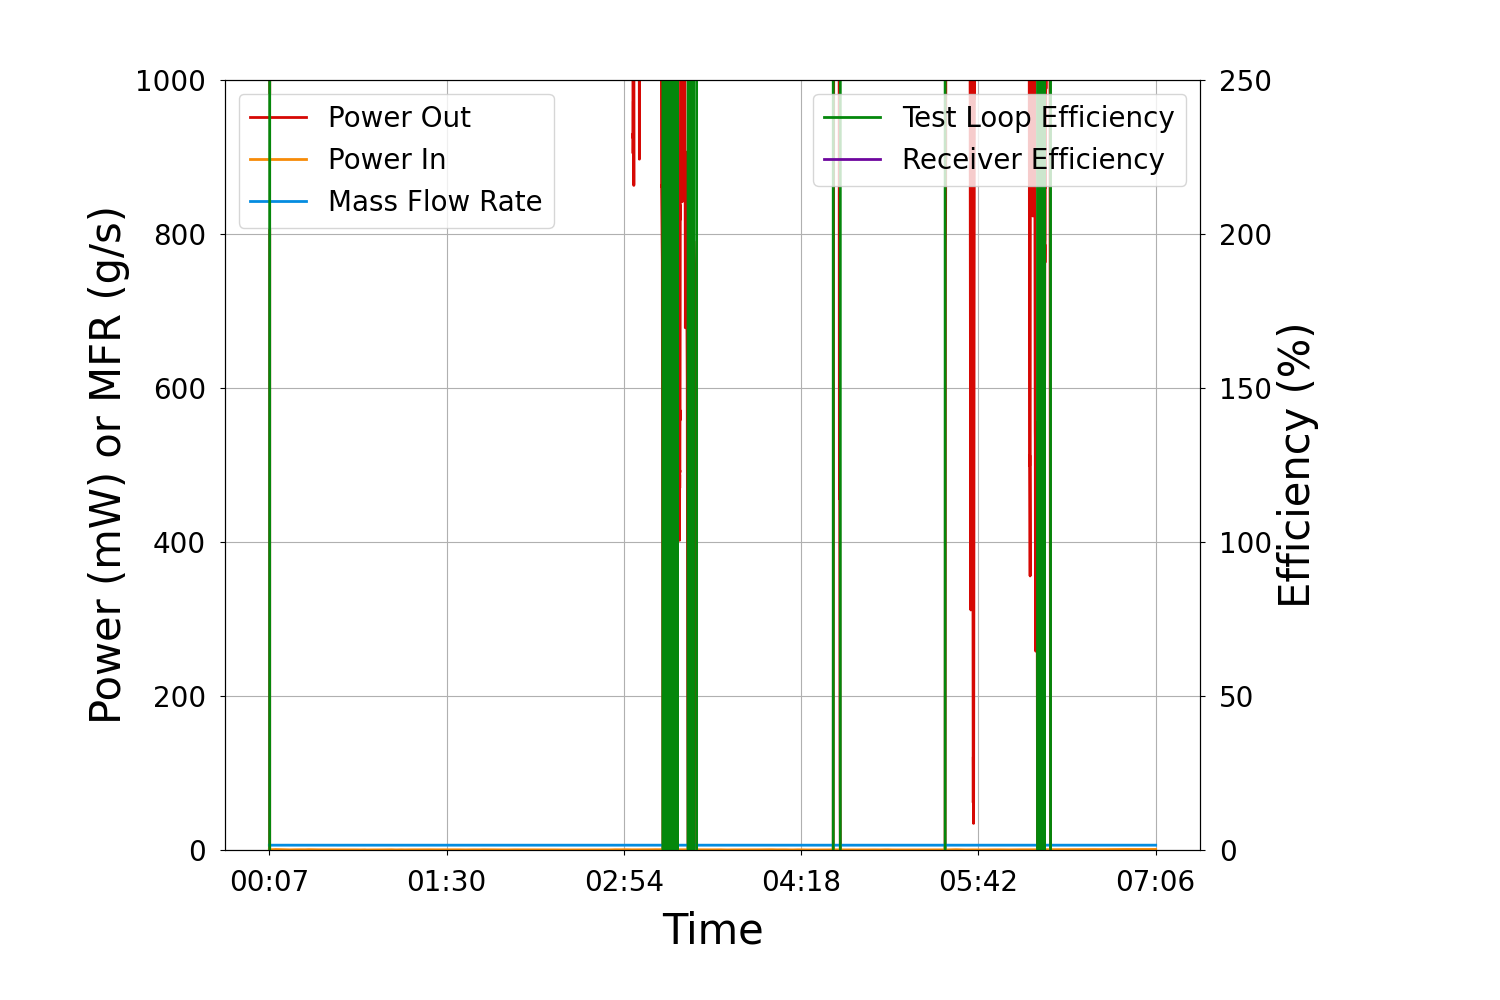 1000
800
600
400
200
0
Power (mW) or MFR (g/s)
Power Out
Power In
Mass Flow Rate
Test Loop Efficiency
Receiver Efficiency
250
200
150
100
50
0
Efficiency (%)
00:07 01:30 02:54 04:18 05:42 07:06
Time